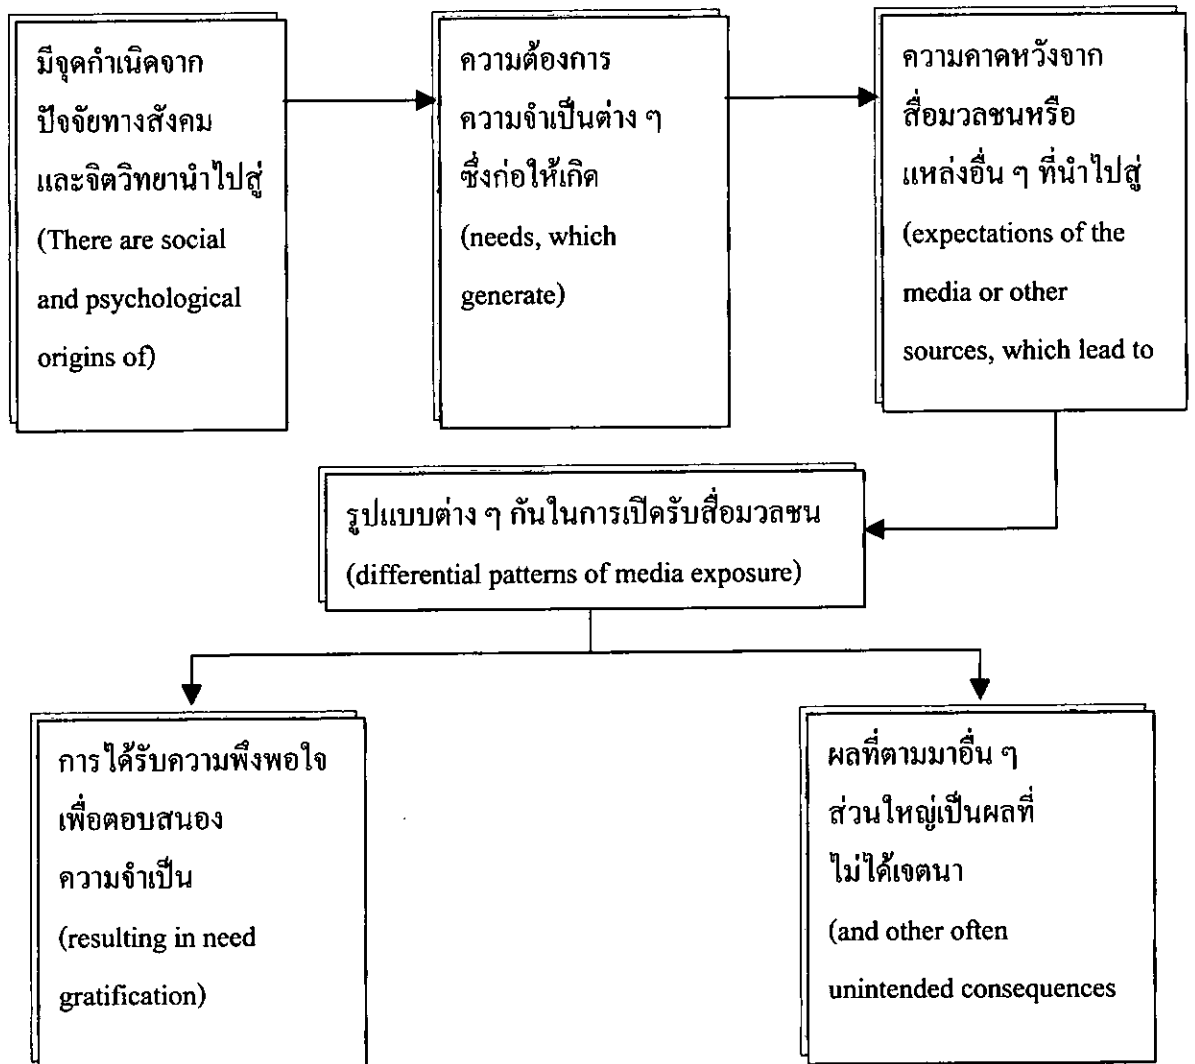 มีจุดกำเนิดจาก
ปัจจัยทางสังคม
และจิตวิทยานำไปสู่
(There are social
and psychological
origins of)
ความต้องการ
ความจำเป็นต่าง ๆ
ซึ่งก่อให้เกิด
(needs, which
generate)
ความคาดหวังจาก
สื่อมวลชนหรือ
แหล่งอื่น ๆ ที่นำไปสู่
(expectations of the
media or other
sources, which lead to
รูปแบบต่าง ๆ กันในการเปิดรับสื่อมวลชน
(differential patterns of media exposure)
การได้รับความพึงพอใจ
เพื่อตอบสนอง
ความจำเป็น
(resulting in need
gratification)
ผลที่ตามมาอื่น ๆ
ส่วนใหญ่เป็นผลที่
ไม่ได้เจตนา
(and other often
unintended consequences